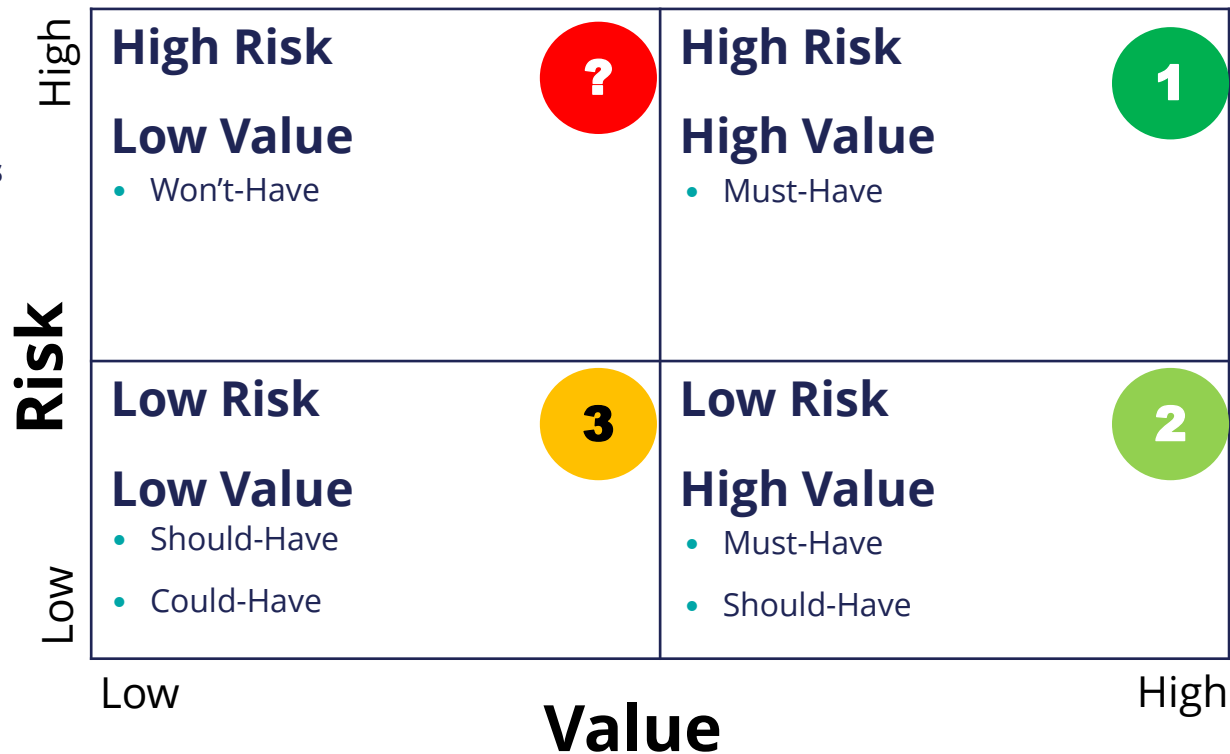 High
High Risk
?
Low Value
• Won't-Have
High Risk
1
High Value
• Must-Have
s
Risk
Low Risk
3
Low Value
• Should-Have
• Could-Have
Low Risk
2
High Value
• Must-Have
• Should-Have
Low
Low
High
Value